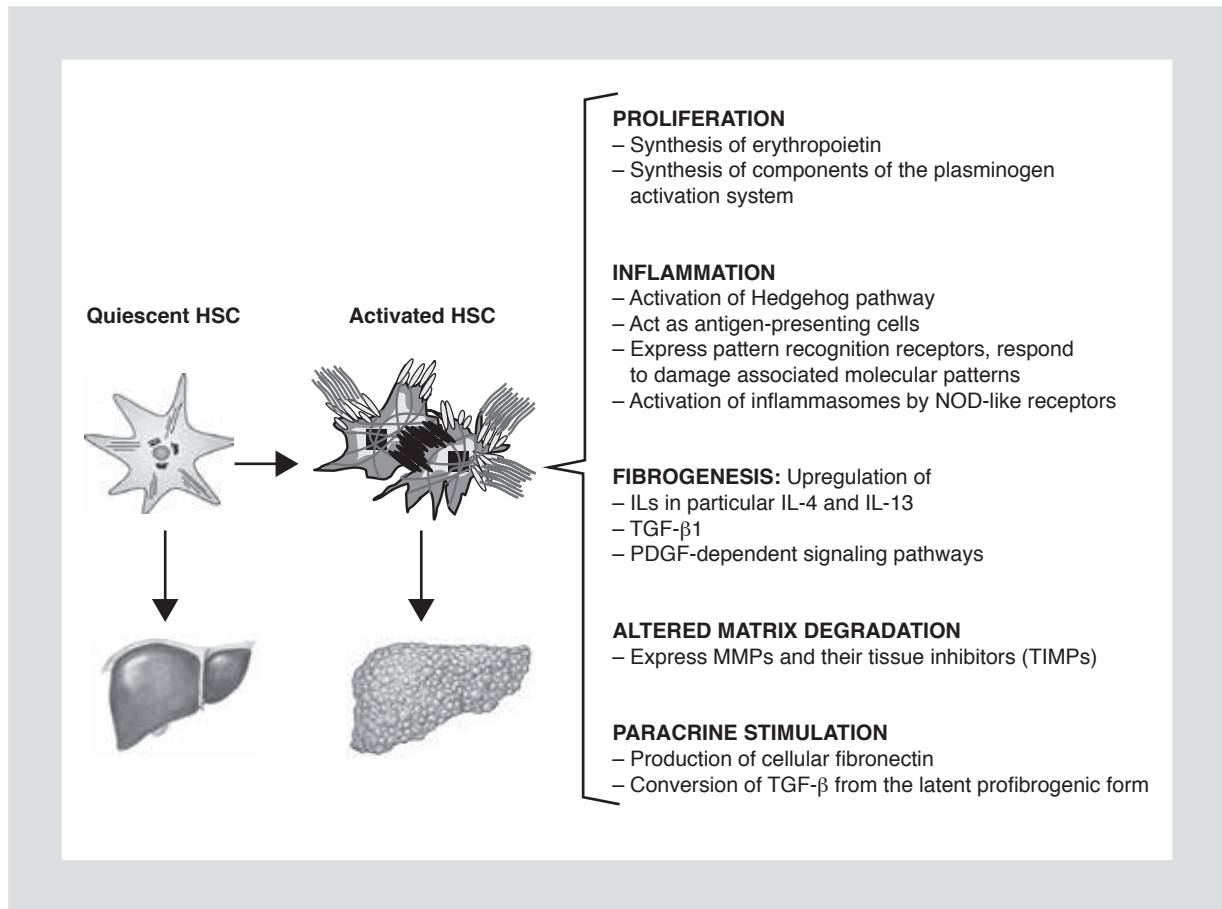 Quiescent HSC
Activated HSC
PROLIFERATION
– Synthesis of erythropoietin
– Synthesis of components of the plasminogen
activation system
INFLAMMATION
– Activation of Hedgehog pathway
– Act as antigen-presenting cells
– Express pattern recognition receptors, respond
to damage associated molecular patterns
– Activation of inflammasomes by NOD-like receptors
FIBROGENESIS: Upregulation of
– ILs in particular IL-4 and IL-13
– TGF-β1
– PDGF-dependent signaling pathways
ALTERED MATRIX DEGRADATION
– Express MMPs and their tissue inhibitors (TIMPs)
PARACRINE STIMULATION
– Production of cellular fibronectin
– Conversion of TGF-β from the latent profibrogenic form